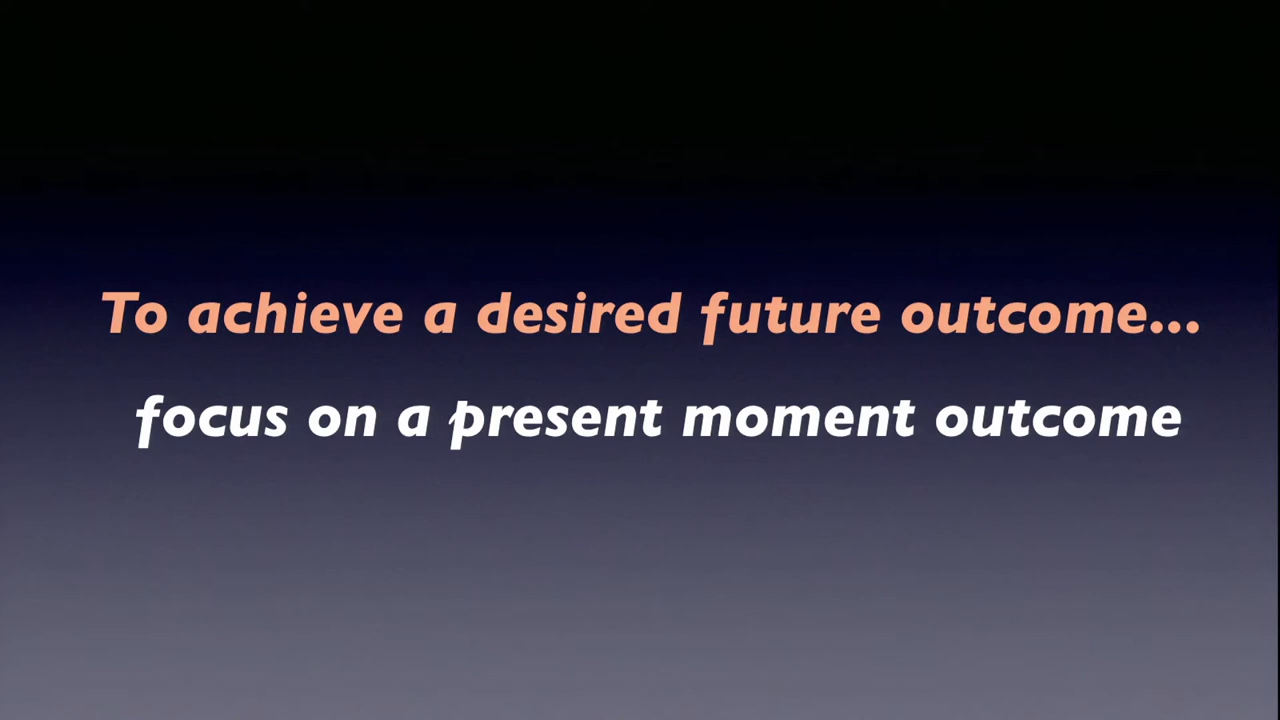 To achieve a desired future outcome...
focus on a present moment outcome